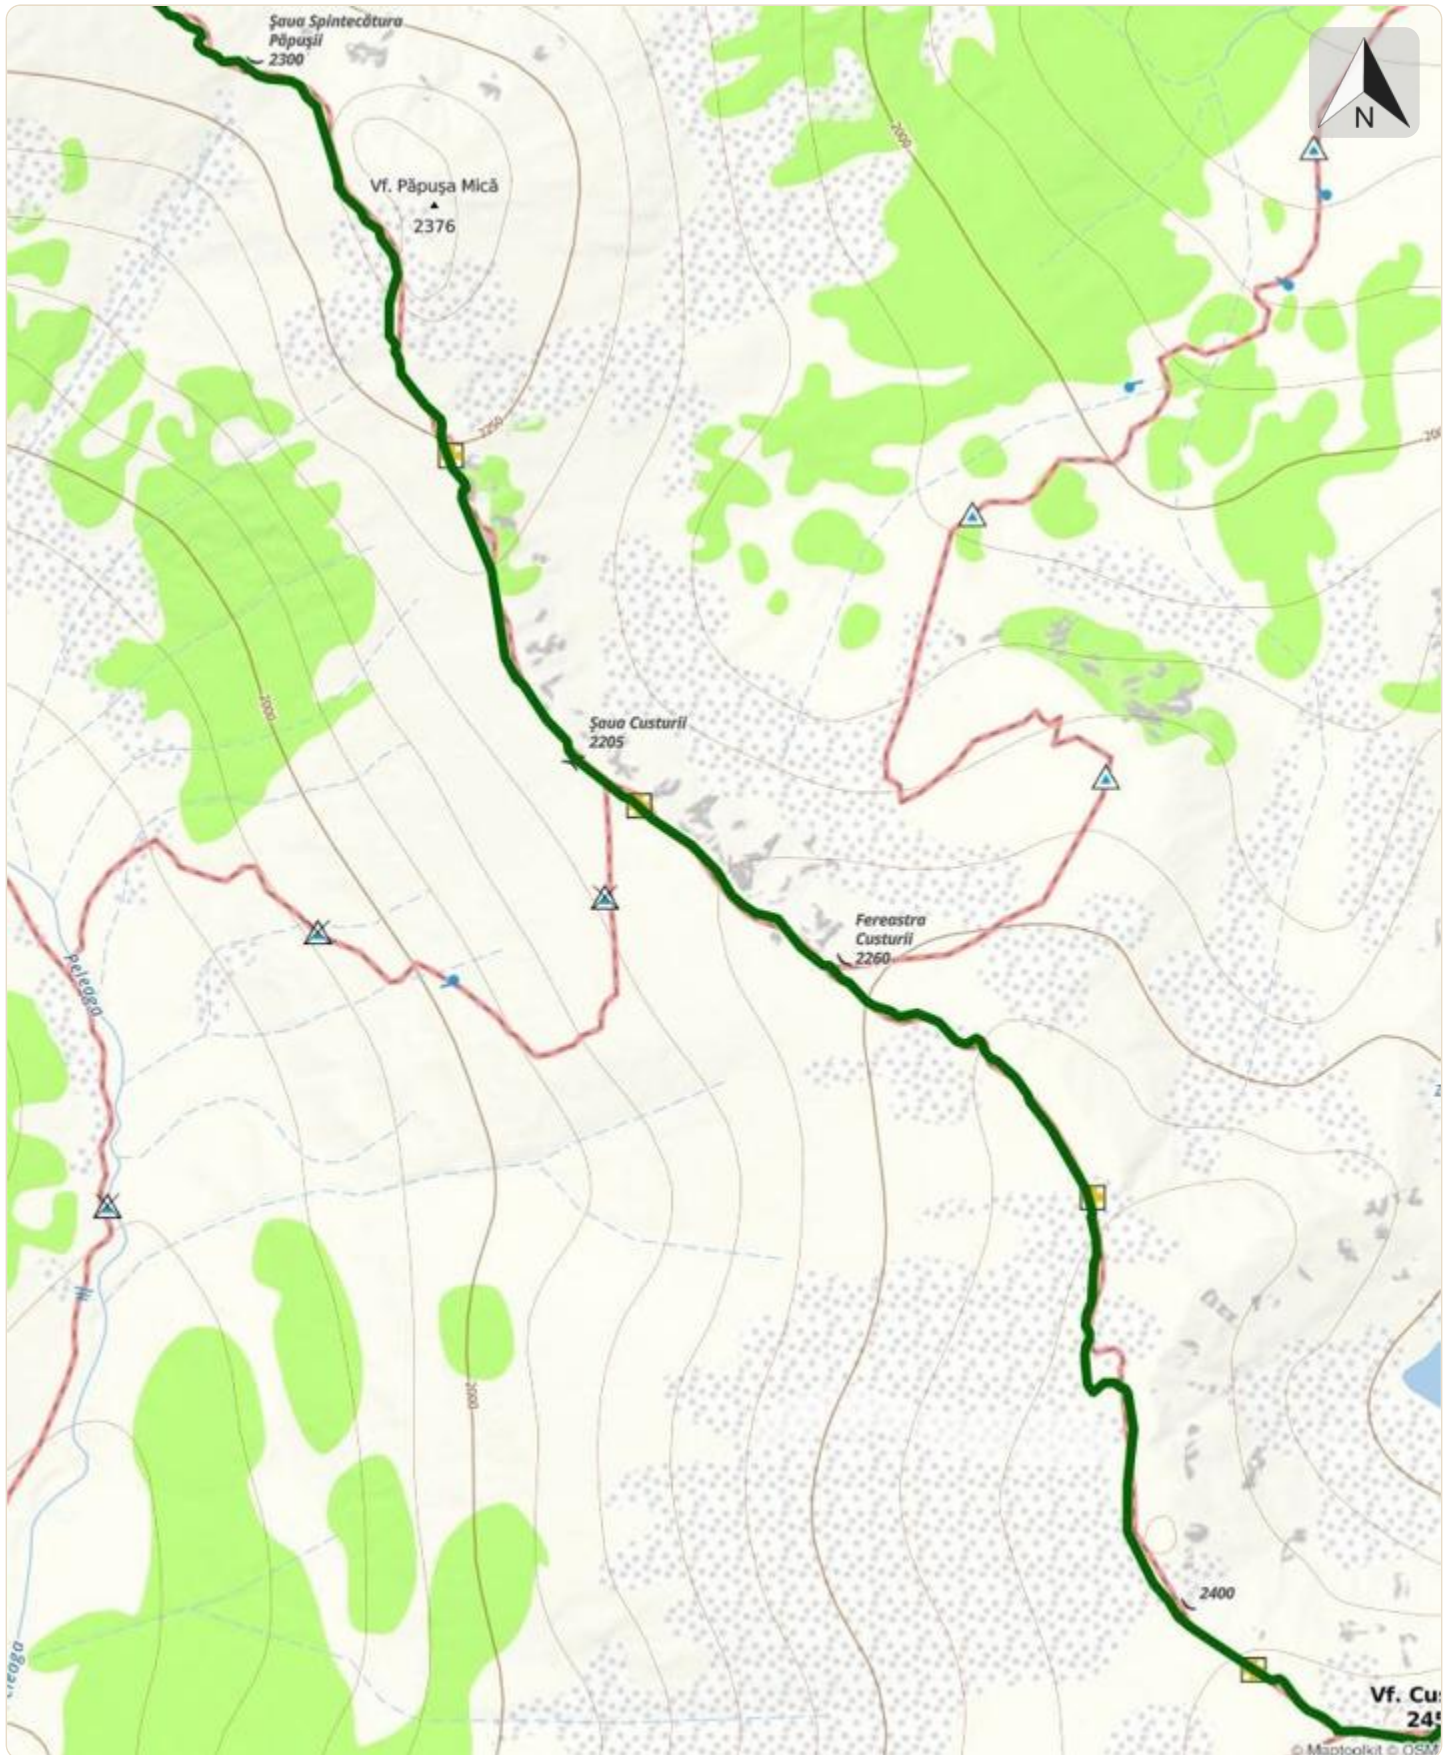 Şaua Spintecătura
Păpuşii
2300
N
2000
Vf. Păpuşa Mică
2376
2250
2000
Şaua Custurii
2205
Fereastra
Custurii
2260
Peleaga
2000
2400
Vf. Cu
24
© Maptoolkit © OSM